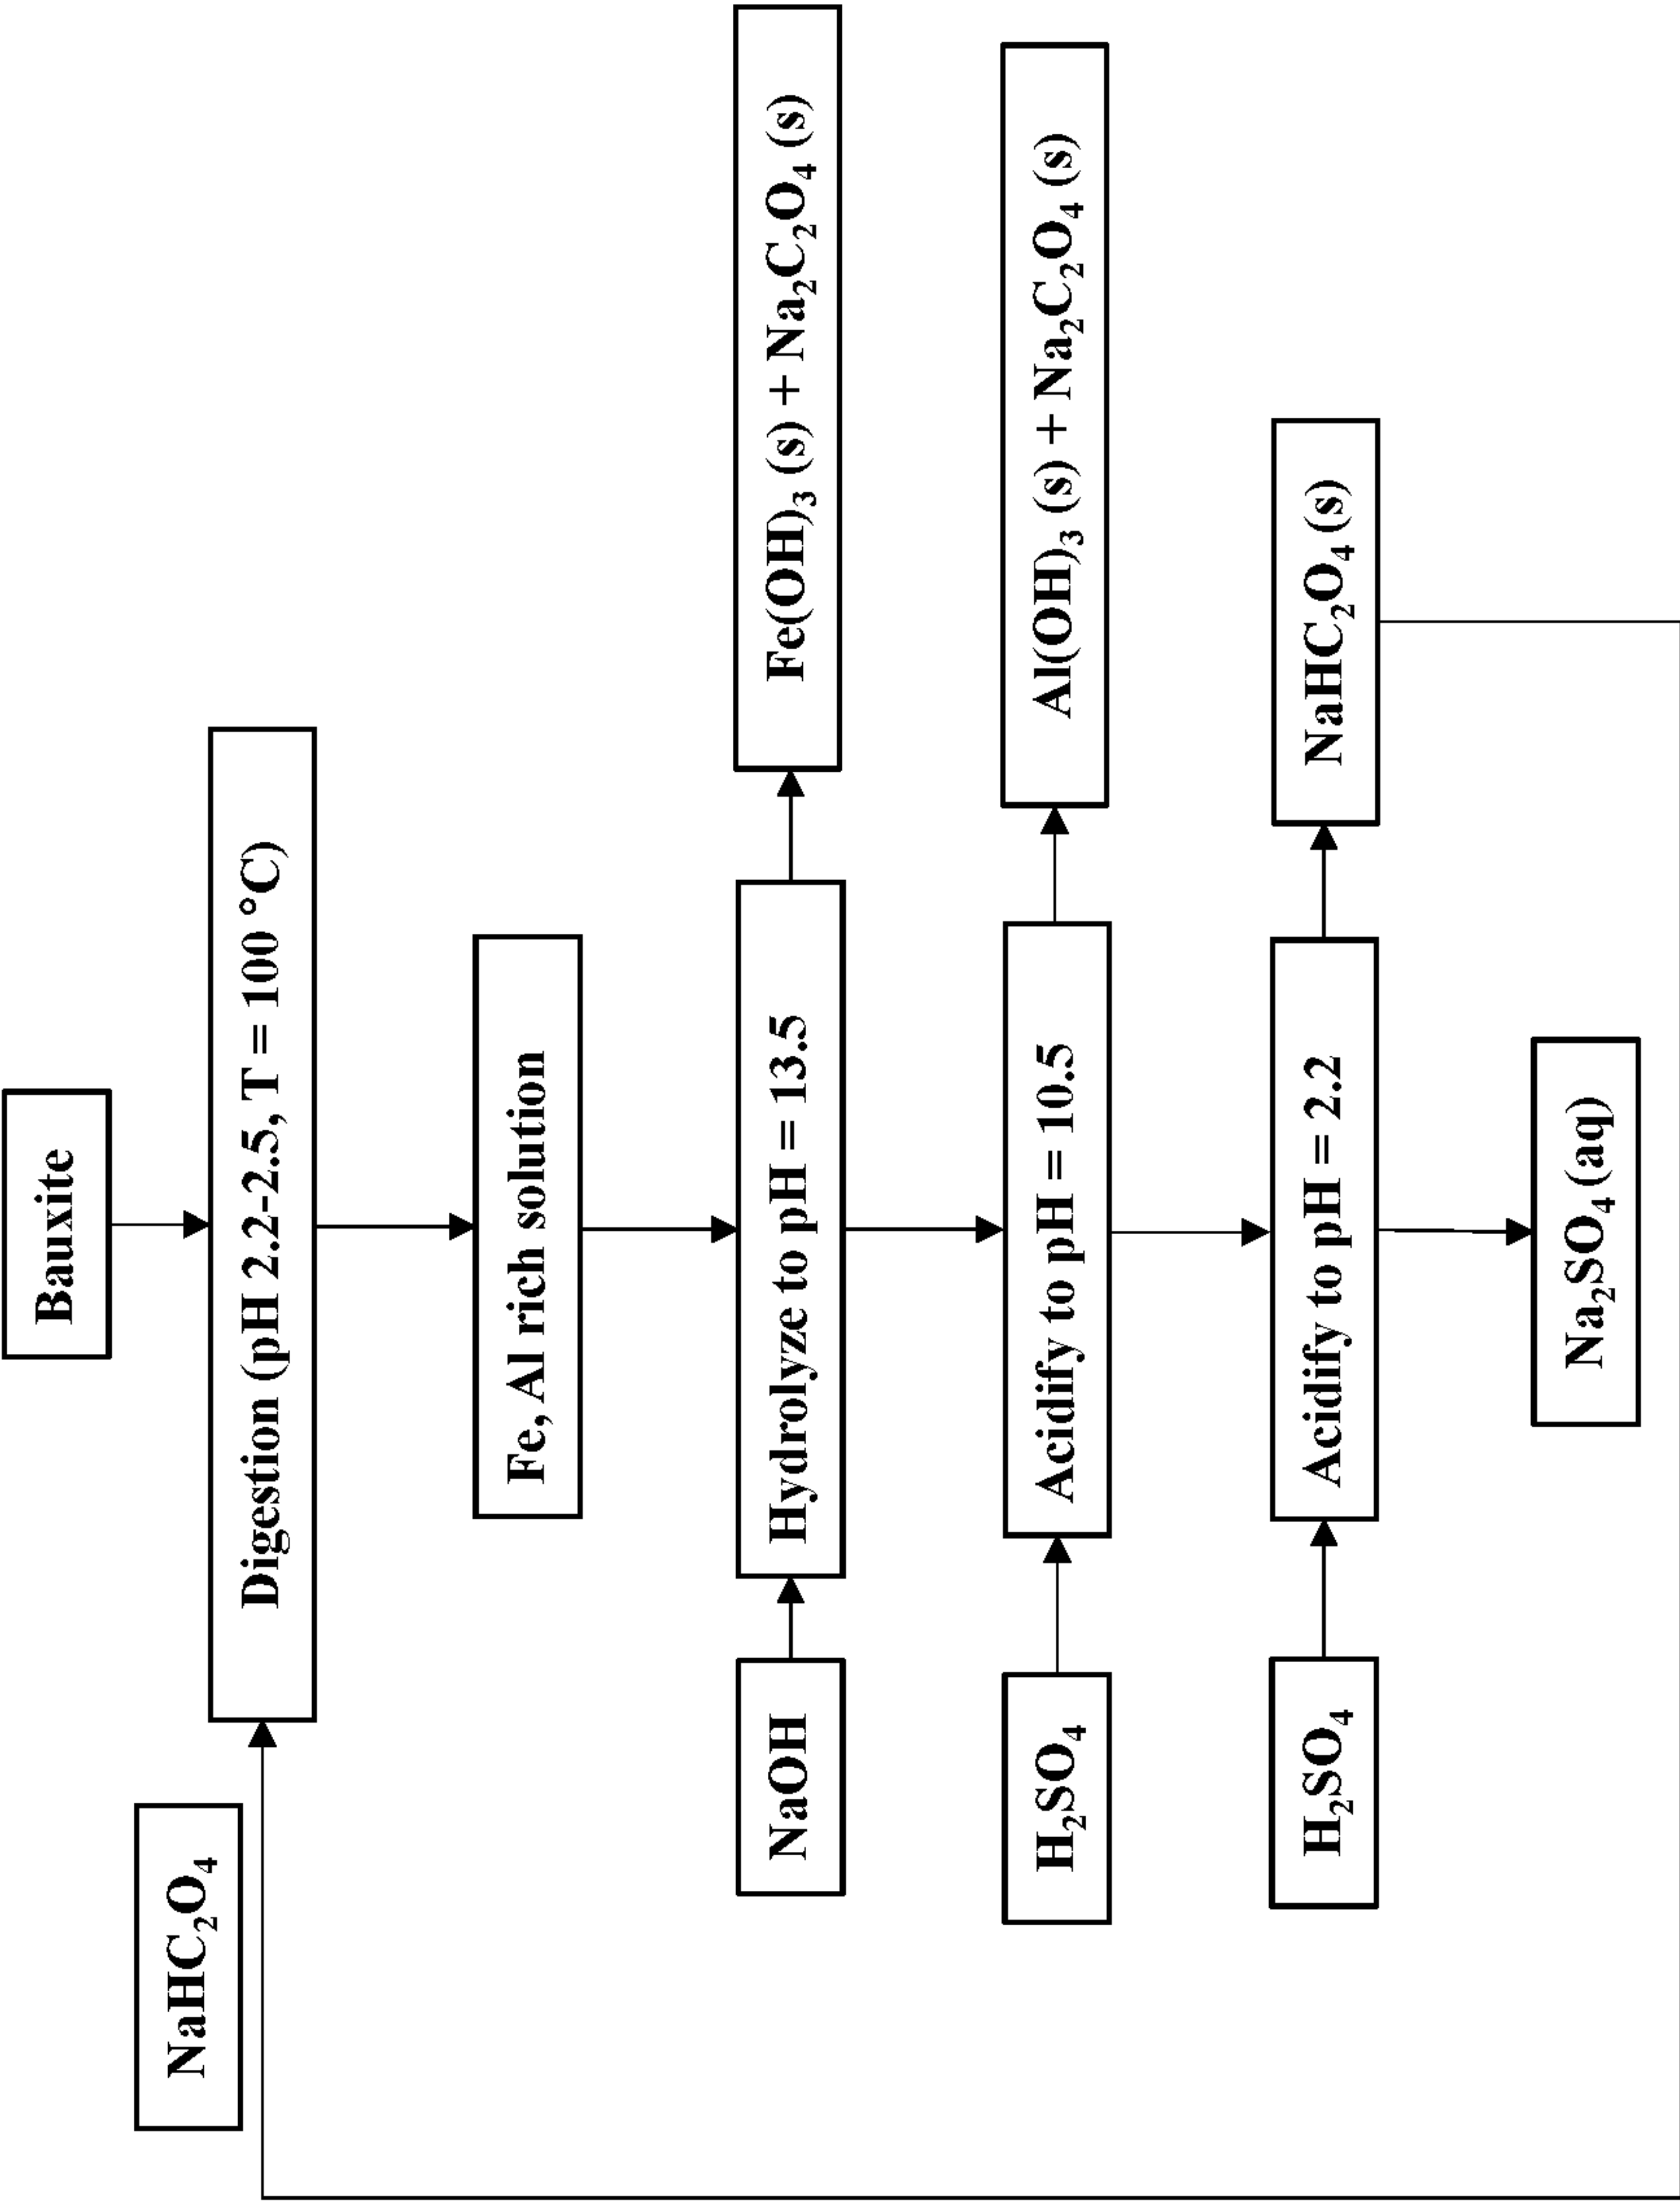 Bauxite
NaHC₂O₄
Digestion (pH 2.2-2.5, T = 100 °C)
Fe, Al rich solution
NaOH
Hydrolyze to pH = 13.5
Fe(OH)₃ (s) + Na₂C₂O₄ (s)
H₂SO₄
Acidify to pH = 10.5
Al(OH)₃ (s) + Na₂C₂O₄ (s)
H₂SO₄
Acidify to pH = 2.2
NaHC₂O₄ (s)
Na₂SO₄ (aq)